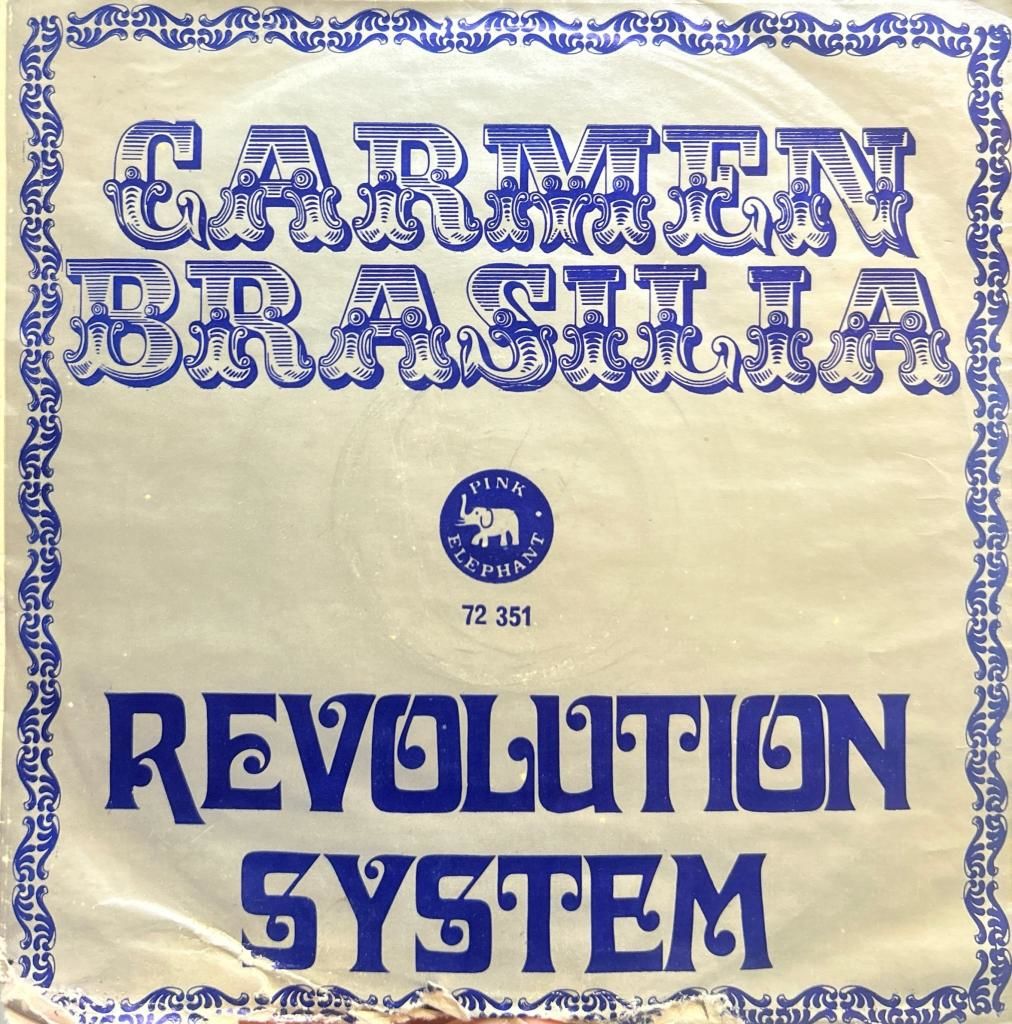 CARMEN
BRASILIA
PINK
ELEPHANT
72 351
REVOLUTION
SYSTEM